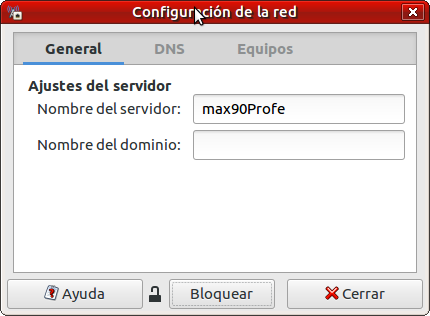 Configuración de la red
General DNS Equipos
Ajustes del servidor
Nombre del servidor: max90Profe
Nombre del dominio:
Ayuda Bloquear Cerrar